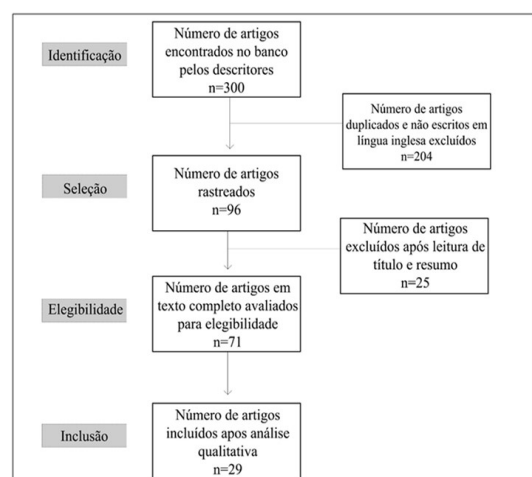 Identificação
Número de artigos
encontrados no banco
pelos descritores
n=300
Número de artigos
duplicados e não escritos em
língua inglesa excluídos
n=204
Seleção
Número de artigos
rastreados
n=96
Número de artigos
excluídos após leitura de
título e resumo
n=25
Elegibilidade
Número de artigos em
texto completo avaliados
para elegibilidade
n=71
Inclusão
Número de artigos
incluídos apos análise
qualitativa
n=29